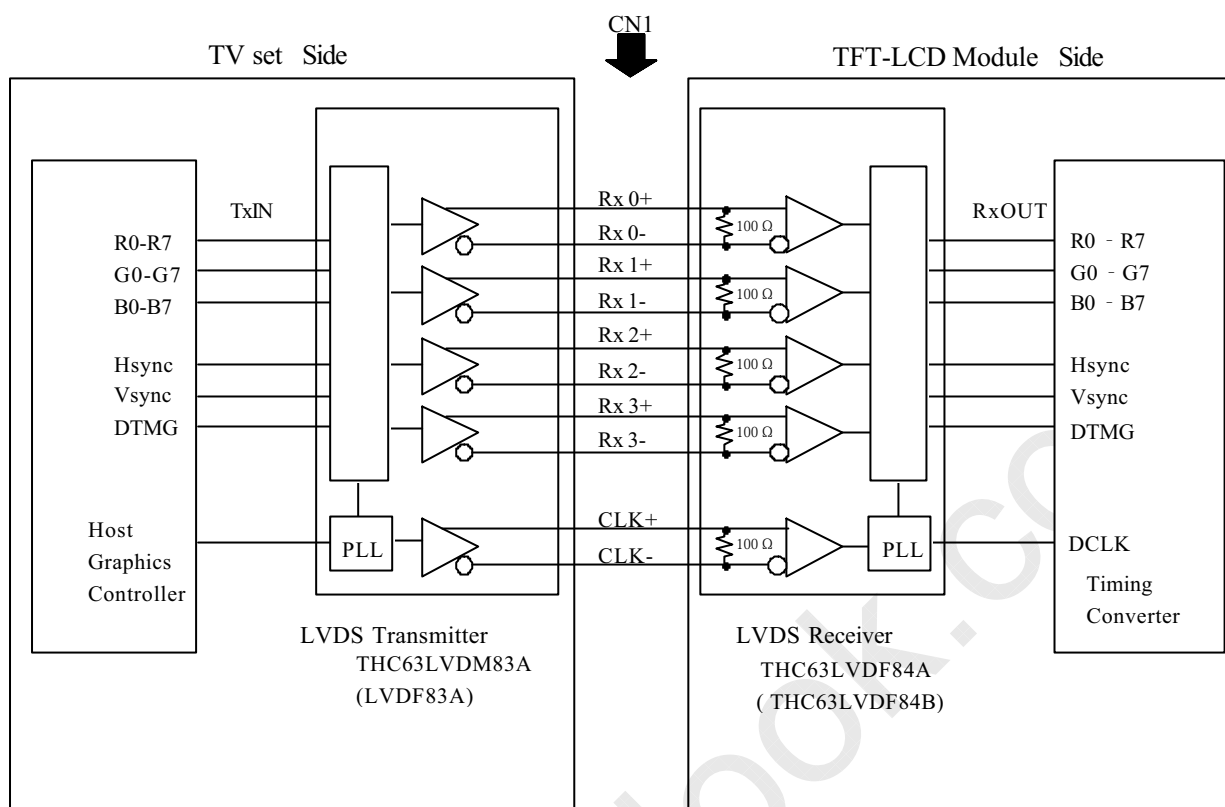 CN1
TV set Side
TFT-LCD Module Side
TxIN
R0-R7
G0-G7
B0-B7
Hsync
Vsync
DTMG
Host
Graphics
Controller
PLL
Rx 0+
Rx 0-
Rx 1+
Rx 1-
Rx 2+
Rx 2-
Rx 3+
Rx 3-
CLK+
CLK-
100 Ω
100 Ω
100 Ω
100 Ω
100 Ω
PLL
RxOUT
R0 - R7
G0 - G7
B0 - B7
Hsync
Vsync
DTMG
DCLK
Timing
Converter
LVDS Transmitter
THC63LVDM83A
(LVDF83A)
LVDS Receiver
THC63LVDF84A
( THC63LVDF84B)
ook.co